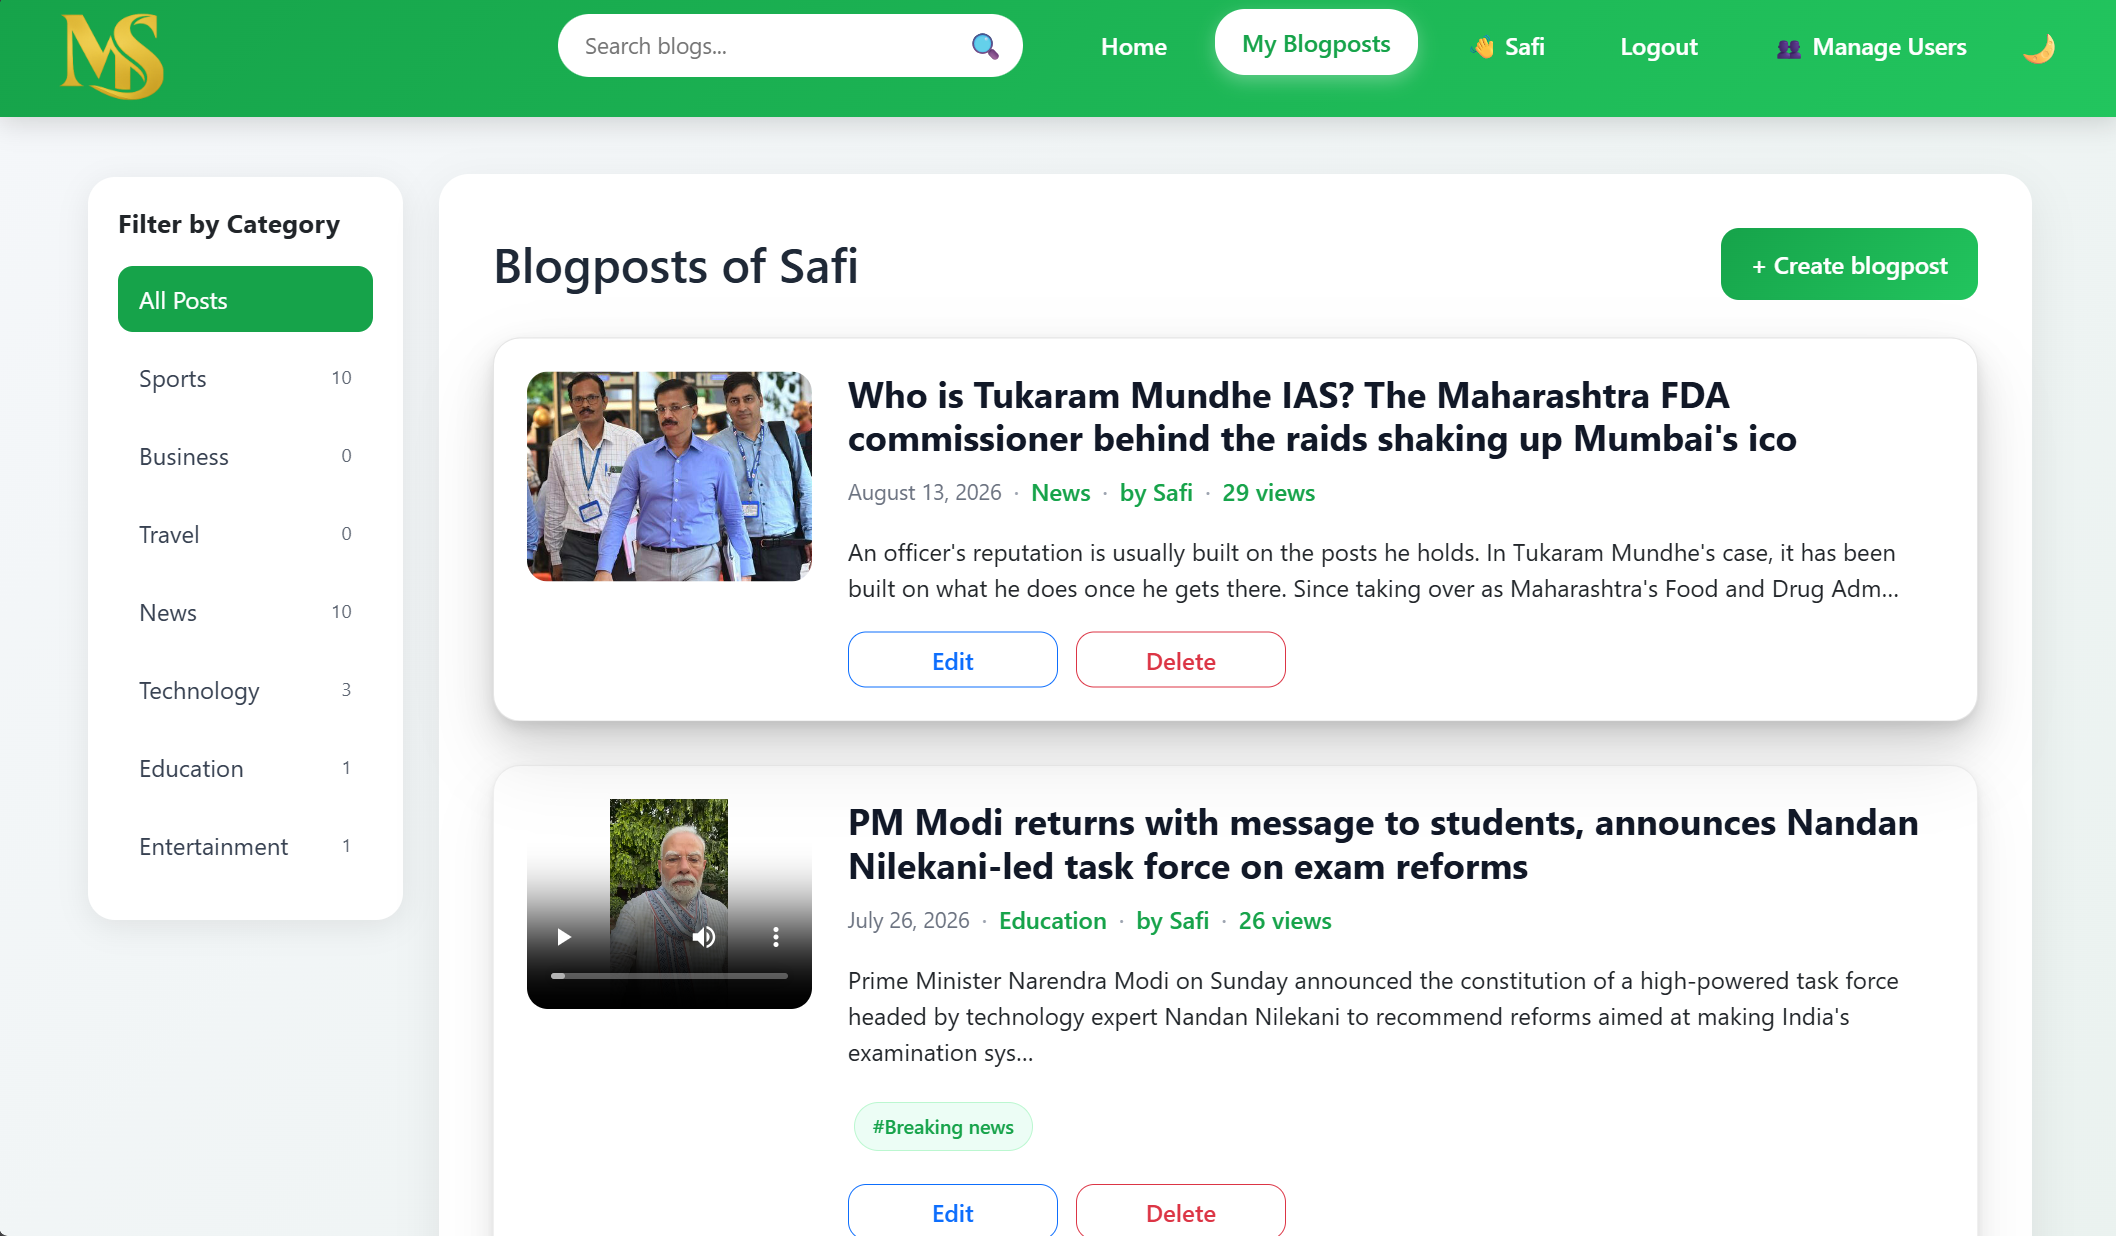 MS
Search blogs...
Home
My Blogposts
Safi
Logout
Manage Users
Filter by Category
All Posts
Sports 10
Business 0
Travel 0
News 10
Technology 3
Education 1
Entertainment 1
Blogposts of Safi
+ Create blogpost
Who is Tukaram Mundhe IAS? The Maharashtra FDA
commissioner behind the raids shaking up Mumbai's ico
August 13, 2026 · News · by Safi · 29 views
An officer's reputation is usually built on the posts he holds. In Tukaram Mundhe's case, it has been
built on what he does once he gets there. Since taking over as Maharashtra's Food and Drug Adm...
Edit
Delete
PM Modi returns with message to students, announces Nandan
Nilekani-led task force on exam reforms
July 26, 2026 · Education · by Safi · 26 views
Prime Minister Narendra Modi on Sunday announced the constitution of a high-powered task force
headed by technology expert Nandan Nilekani to recommend reforms aimed at making India's
examination sys...
#Breaking news
Edit
Delete